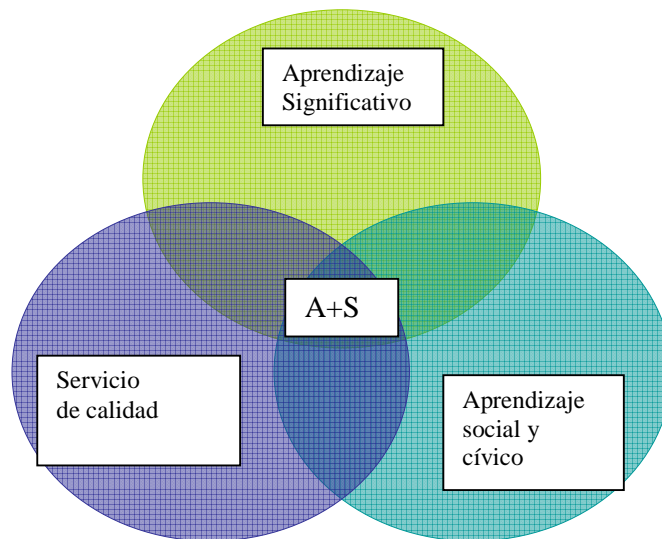 Aprendizaje
Significativo
A+S
Servicio
de calidad
Aprendizaje
social y
cívico